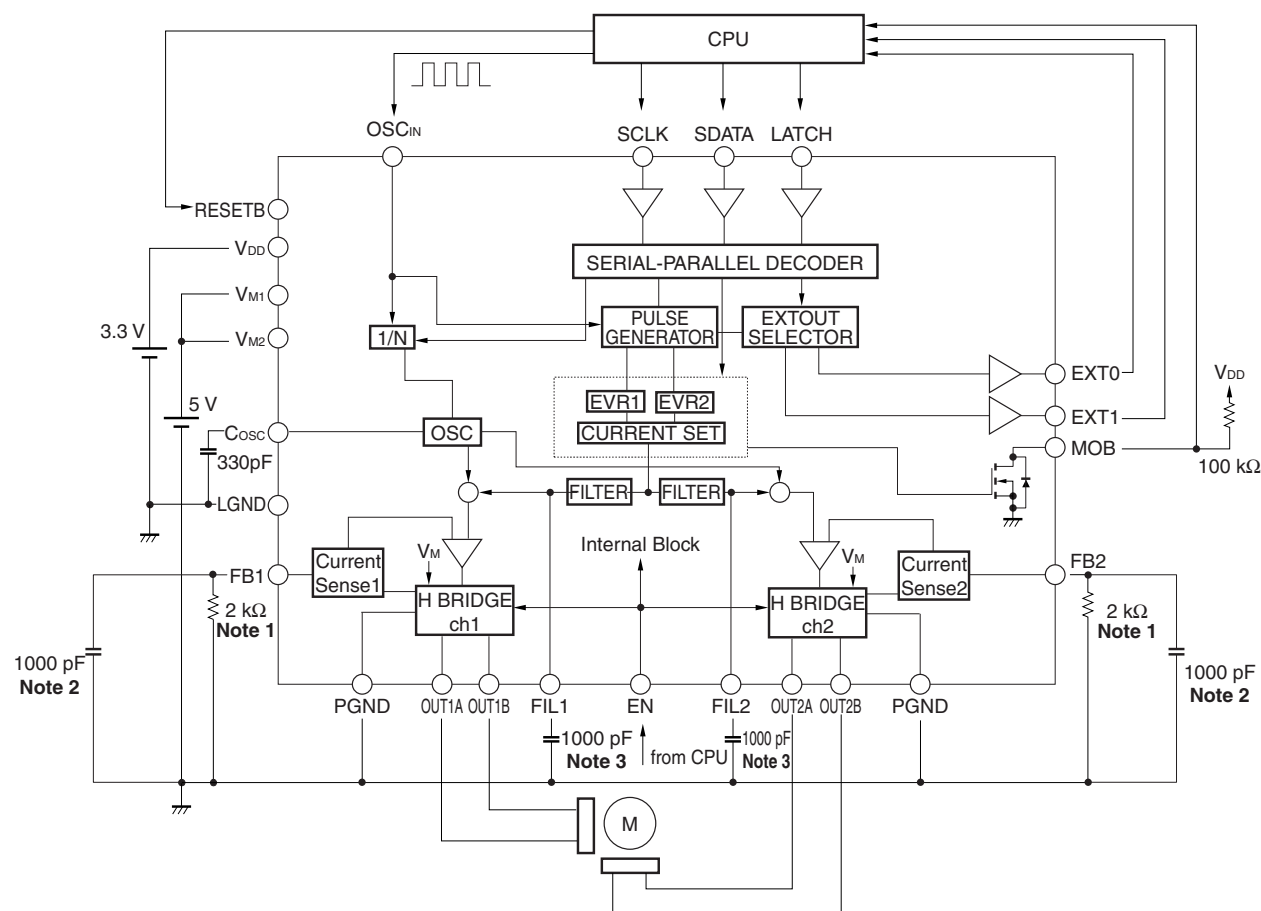 CPU
OSCIN
SCLK
SDATA
LATCH
RESETB
VDD
VM1
VM2
3.3 V
5 V
COSC
330pF
LGND
SERIAL-PARALLEL DECODER
1/N
PULSE
GENERATOR
EXTOUT
SELECTOR
EVR1
EVR2
CURRENT SET
OSC
FILTER
FILTER
EXT0
EXT1
MOB
VDD
100 kΩ
Internal Block
Current
Sense1
VM
H BRIDGE
ch1
VM
H BRIDGE
ch2
Current
Sense2
FB1
2 kΩ
Note 1
1000 pF
Note 2
FB2
2 kΩ
Note 1
1000 pF
Note 2
PGND
OUT1A
OUT1B
FIL1
EN
FIL2
OUT2A
OUT2B
PGND
1000 pF
Note 3
from CPU
1000 pF
Note 3
M